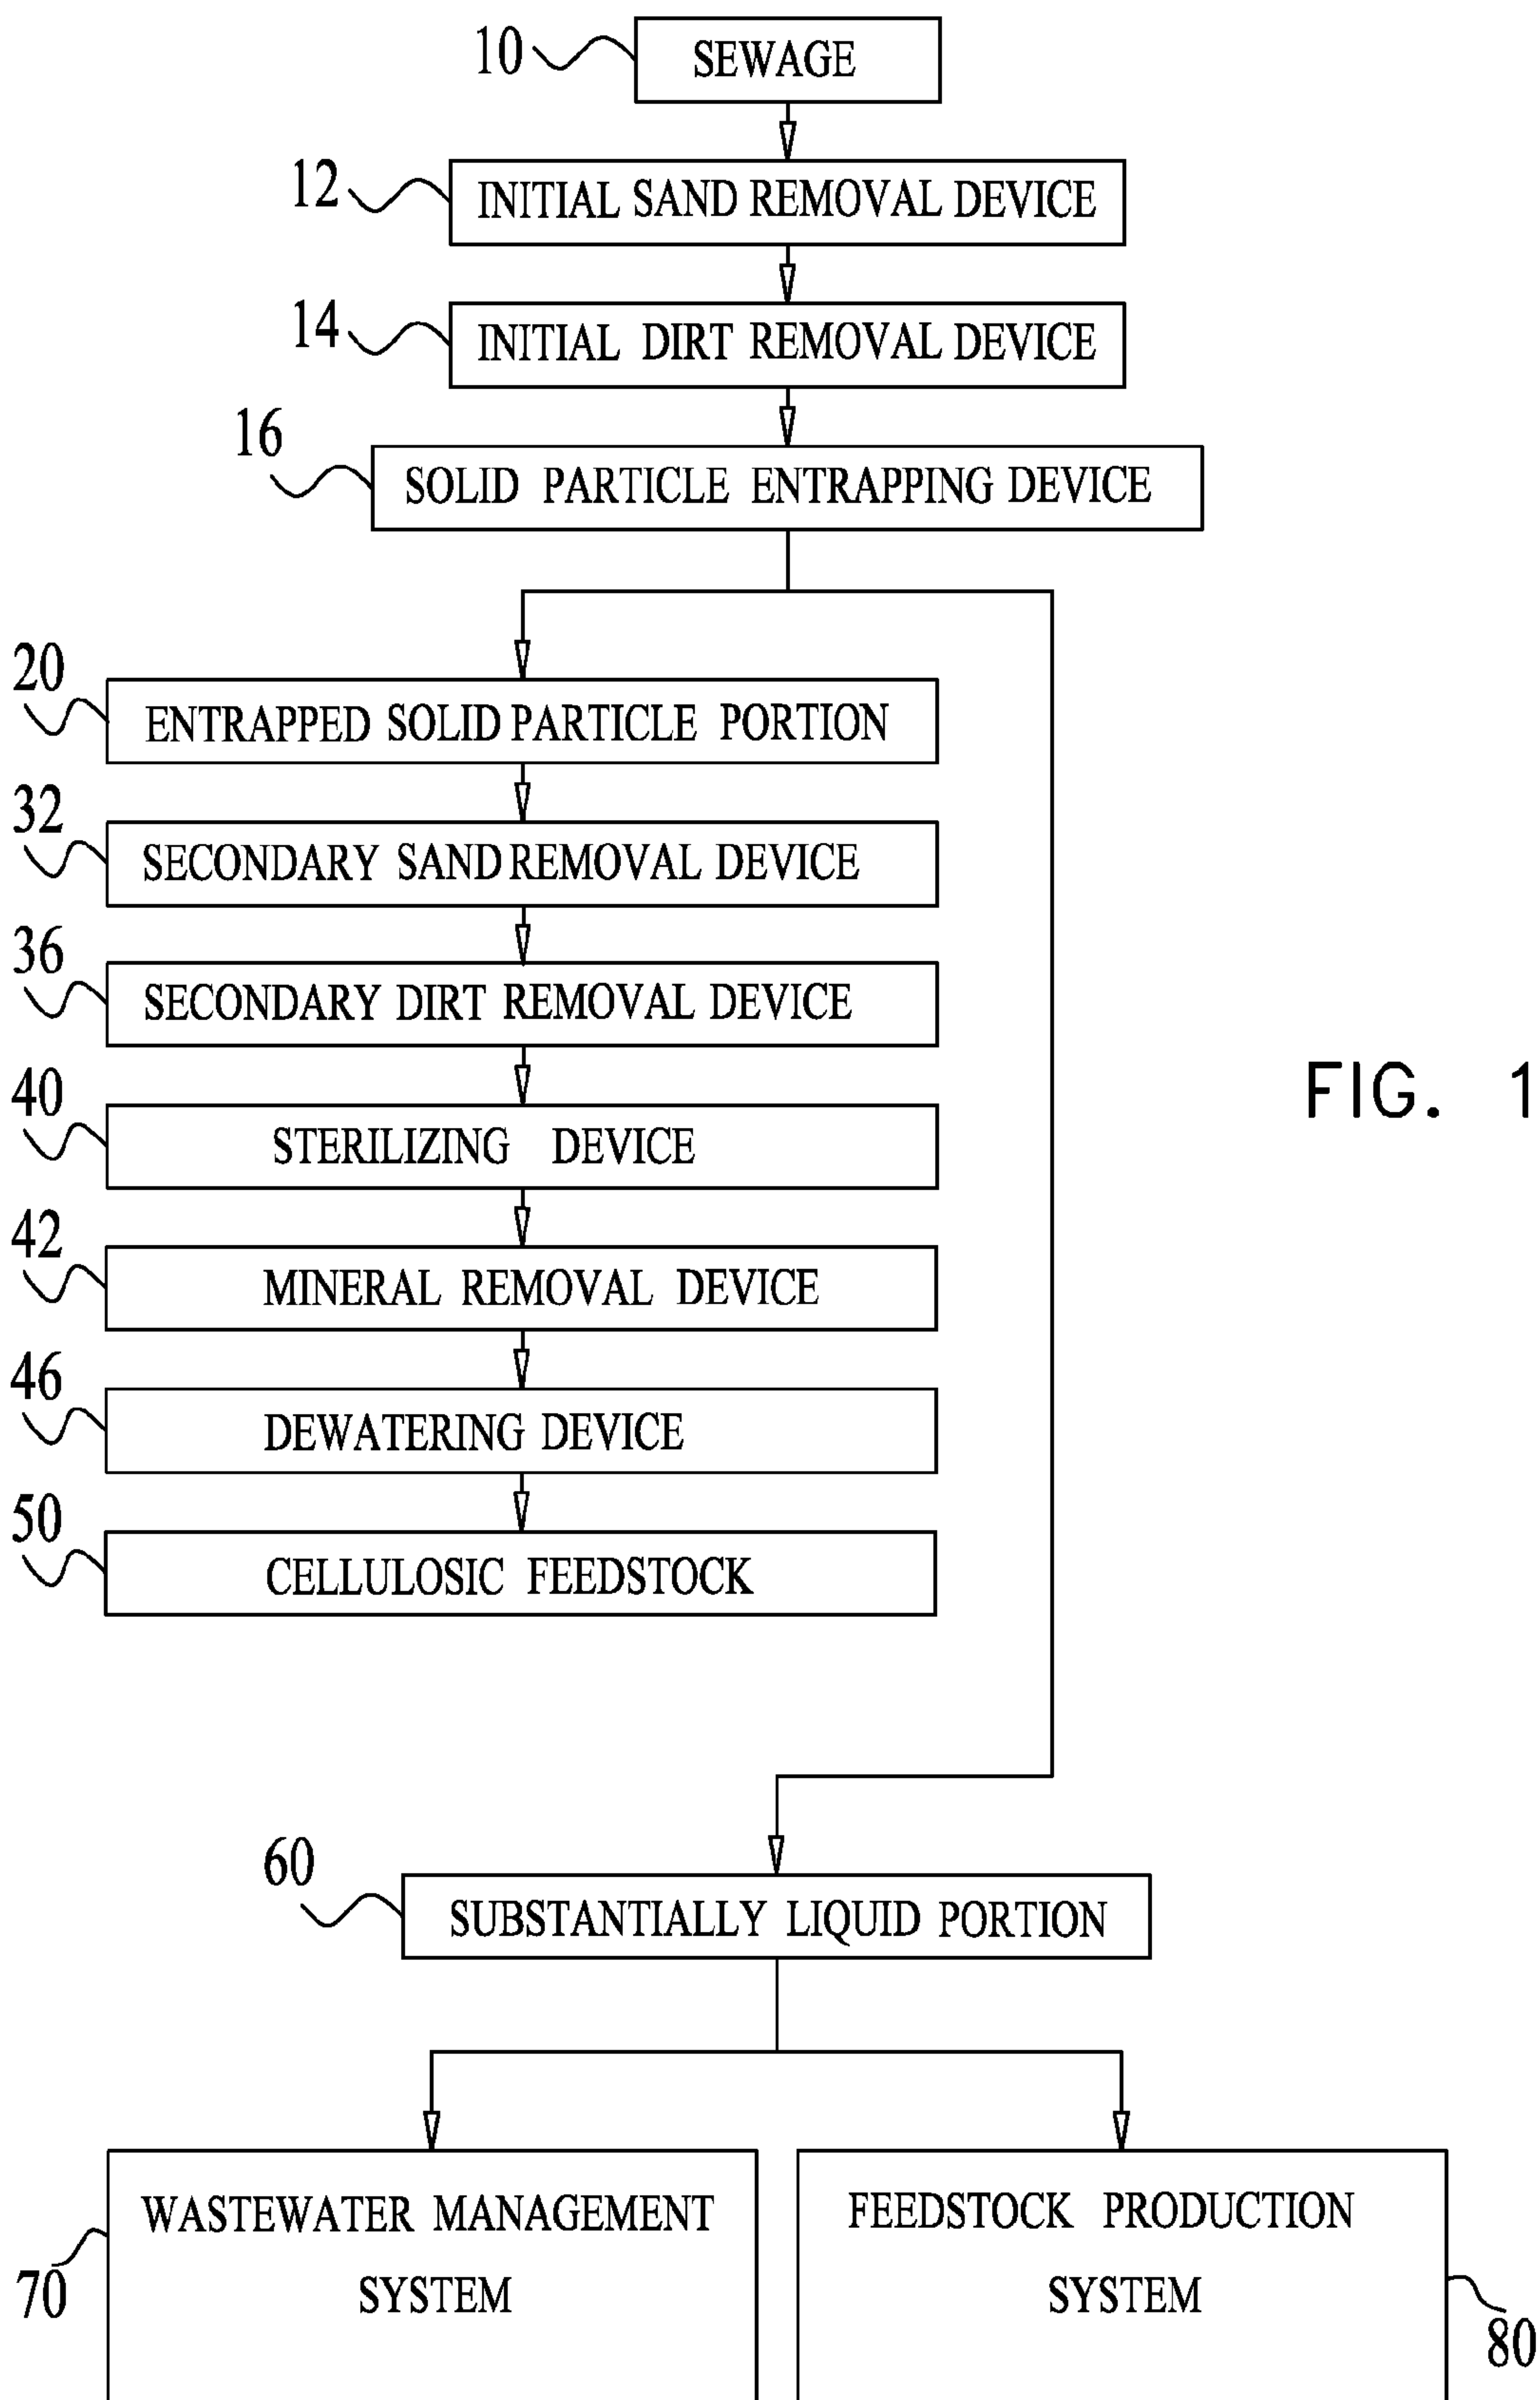 10
SEWAGE
12
INITIAL SAND REMOVAL DEVICE
14
INITIAL DIRT REMOVAL DEVICE
16
SOLID PARTICLE ENTRAPPING DEVICE
20
ENTRAPPED SOLID PARTICLE PORTION
32
SECONDARY SAND REMOVAL DEVICE
36
SECONDARY DIRT REMOVAL DEVICE
FIG. 1
40
STERILIZING DEVICE
42
MINERAL REMOVAL DEVICE
46
DEWATERING DEVICE
50
CELLULOSIC FEEDSTOCK
60
SUBSTANTIALLY LIQUID PORTION
WASTEWATER MANAGEMENT
SYSTEM
70
FEEDSTOCK PRODUCTION
SYSTEM
80